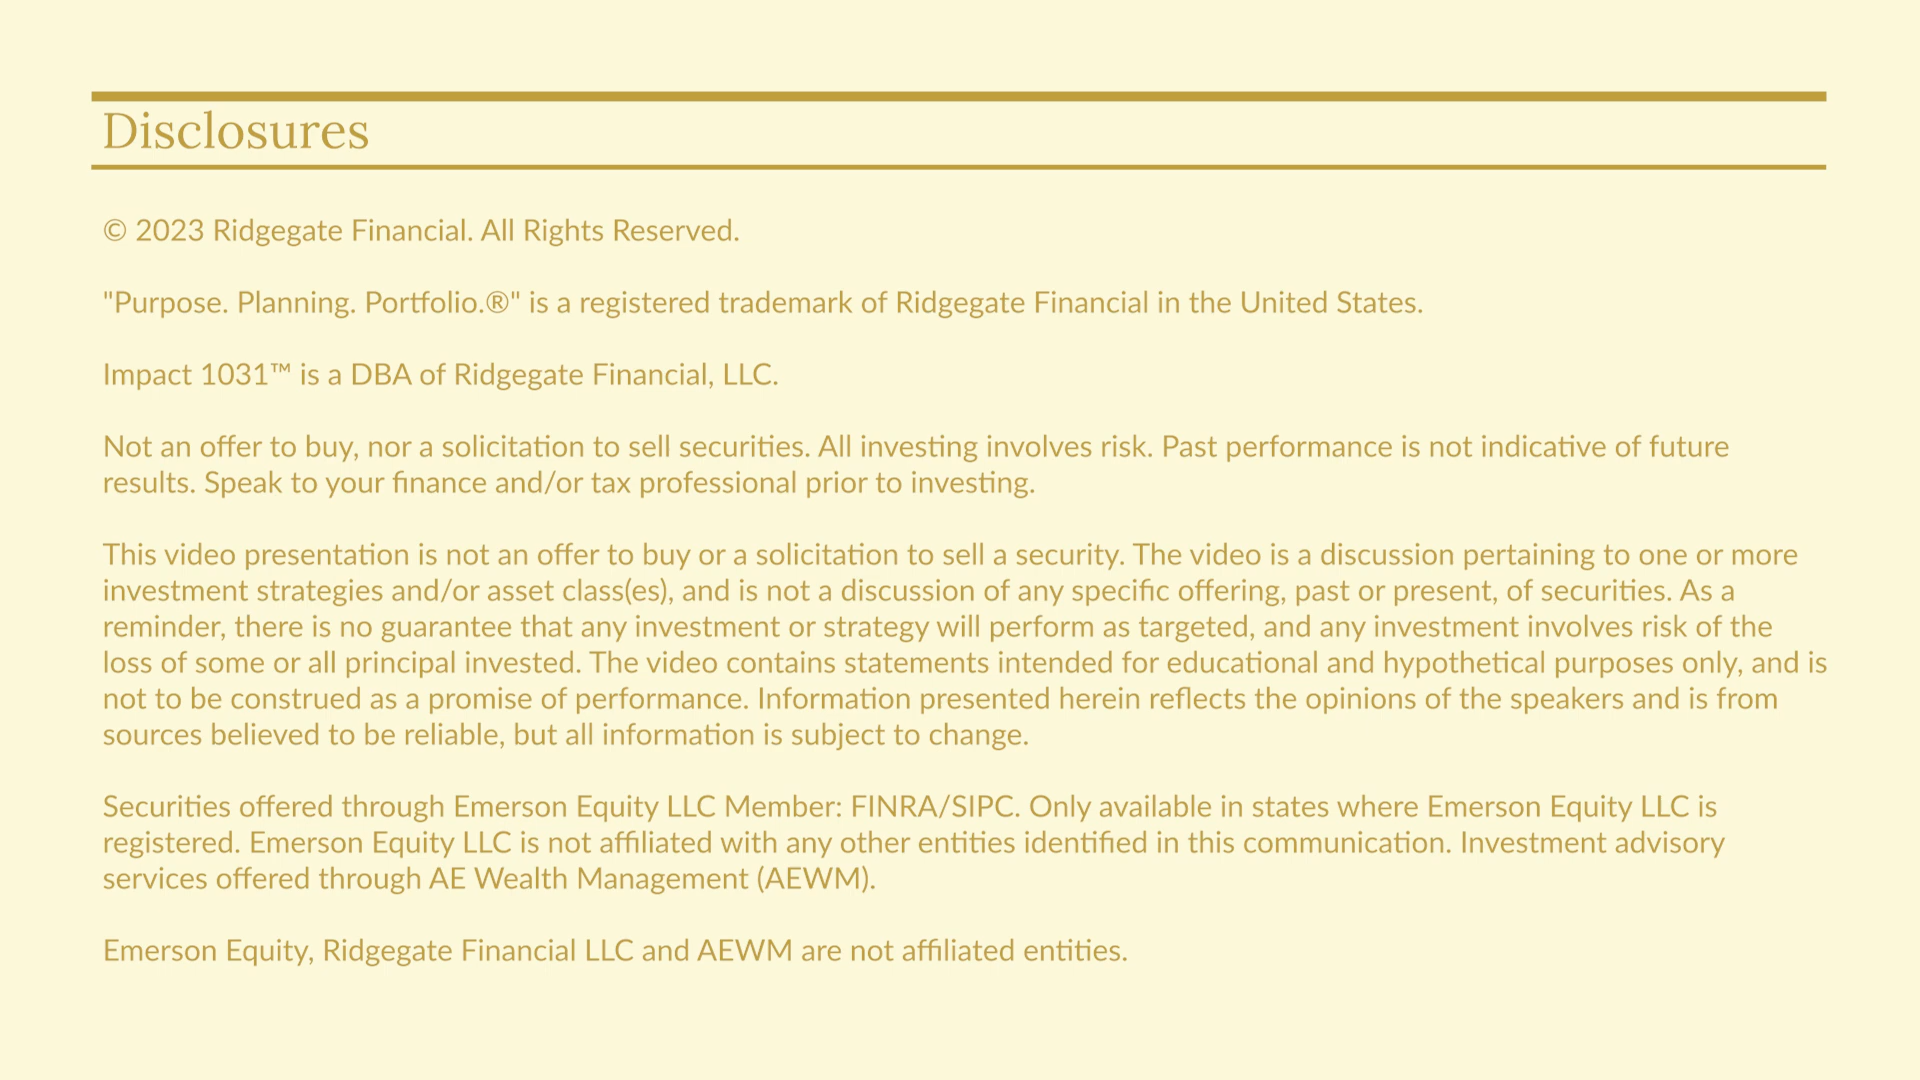 Disclosures
© 2023 Ridgegate Financial. All Rights Reserved.
"Purpose. Planning. Portfolio.®" is a registered trademark of Ridgegate Financial in the United States.
Impact 1031™ is a DBA of Ridgegate Financial, LLC.
Not an offer to buy, nor a solicitation to sell securities. All investing involves risk. Past performance is not indicative of future
results. Speak to your finance and/or tax professional prior to investing.
This video presentation is not an offer to buy or a solicitation to sell a security. The video is a discussion pertaining to one or more
investment strategies and/or asset class(es), and is not a discussion of any specific offering, past or present, of securities. As a
reminder, there is no guarantee that any investment or strategy will perform as targeted, and any investment involves risk of the
loss of some or all principal invested. The video contains statements intended for educational and hypothetical purposes only, and is
not to be construed as a promise of performance. Information presented herein reflects the opinions of the speakers and is from
sources believed to be reliable, but all information is subject to change.
Securities offered through Emerson Equity LLC Member: FINRA/SIPC. Only available in states where Emerson Equity LLC is
registered. Emerson Equity LLC is not affiliated with any other entities identified in this communication. Investment advisory
services offered through AE Wealth Management (AEWM).
Emerson Equity, Ridgegate Financial LLC and AEWM are not affiliated entities.